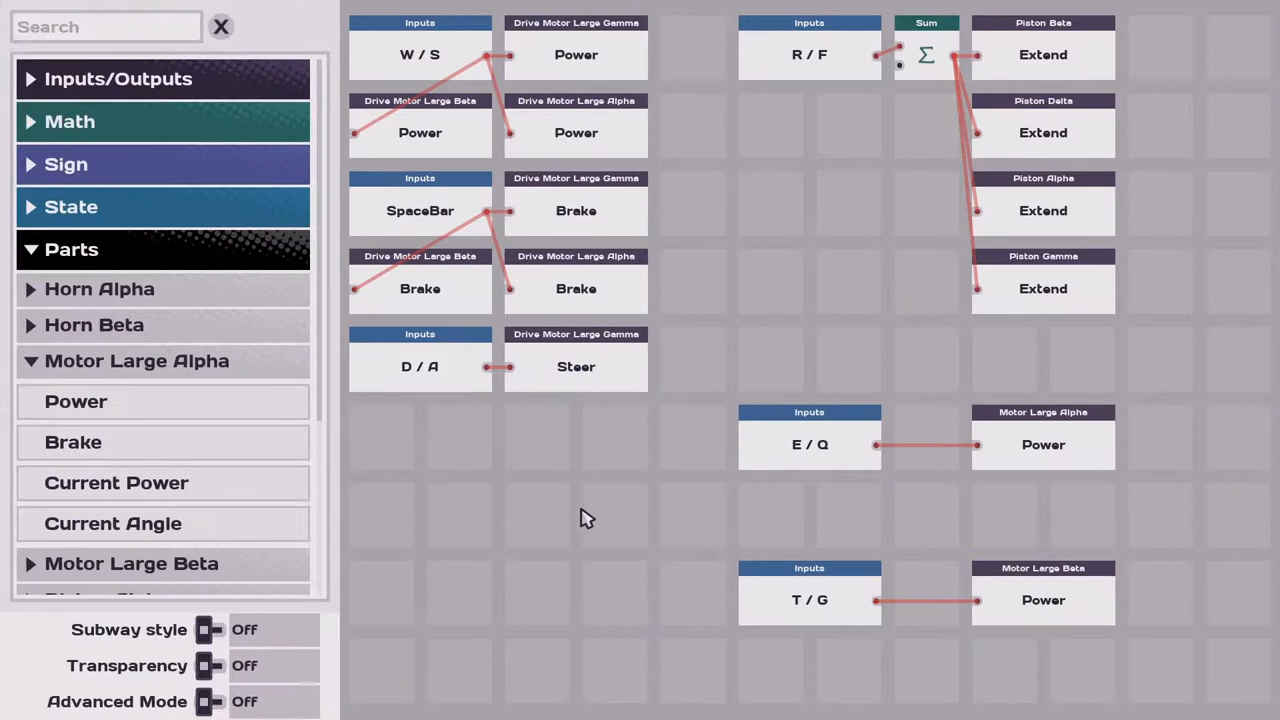 Search
X
Inputs/Outputs
Math
Sign
State
Parts
Horn Alpha
Horn Beta
Motor Large Alpha
Power
Brake
Current Power
Current Angle
Motor Large Beta
Subway style Off
Transparency Off
Advanced Mode Off
Inputs
W / S
Drive Motor Large Gamma
Power
Drive Motor Large Beta
Power
Drive Motor Large Alpha
Power
Inputs
SpaceBar
Drive Motor Large Gamma
Brake
Drive Motor Large Beta
Brake
Drive Motor Large Alpha
Brake
Inputs
D / A
Drive Motor Large Gamma
Steer
Inputs
R / F
Sum
Σ
Piston Beta
Extend
Piston Delta
Extend
Piston Alpha
Extend
Piston Gamma
Extend
Inputs
E / Q
Motor Large Alpha
Power
Inputs
T / G
Motor Large Beta
Power